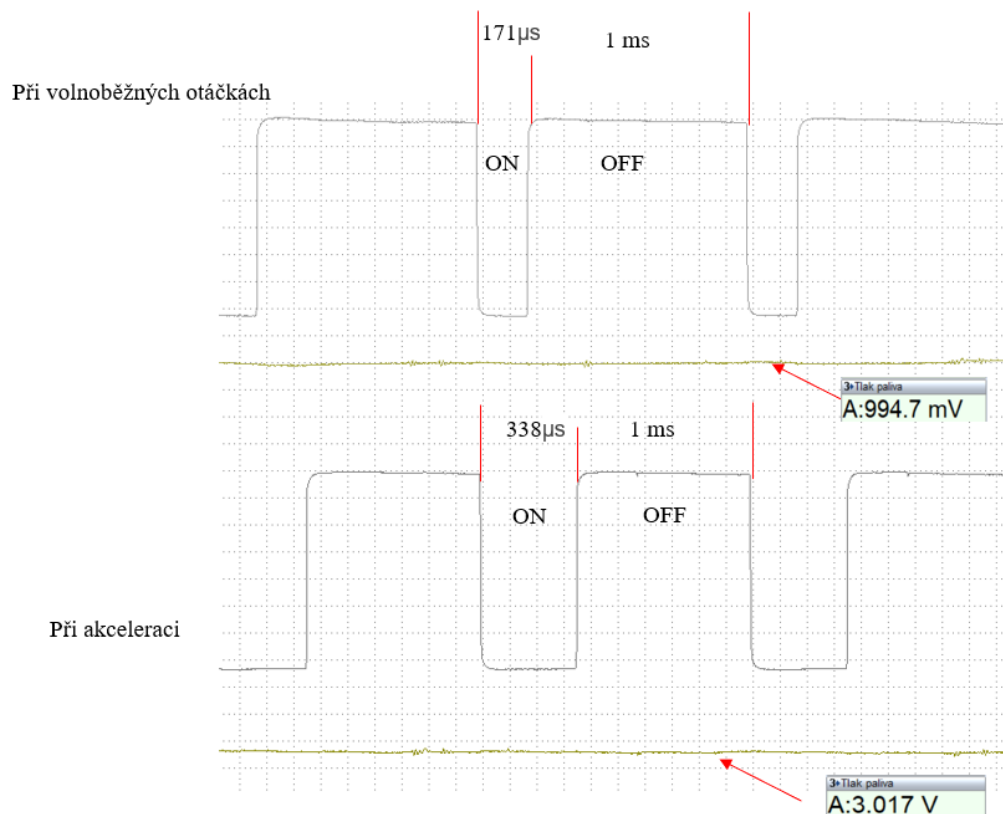 171µs
1 ms
Při volnoběžných otáčkách
ON
OFF
3▸Tlak paliva
A:994.7 mV
338µs
1 ms
ON
OFF
Při akceleraci
3▸Tlak paliva
A:3.017 V